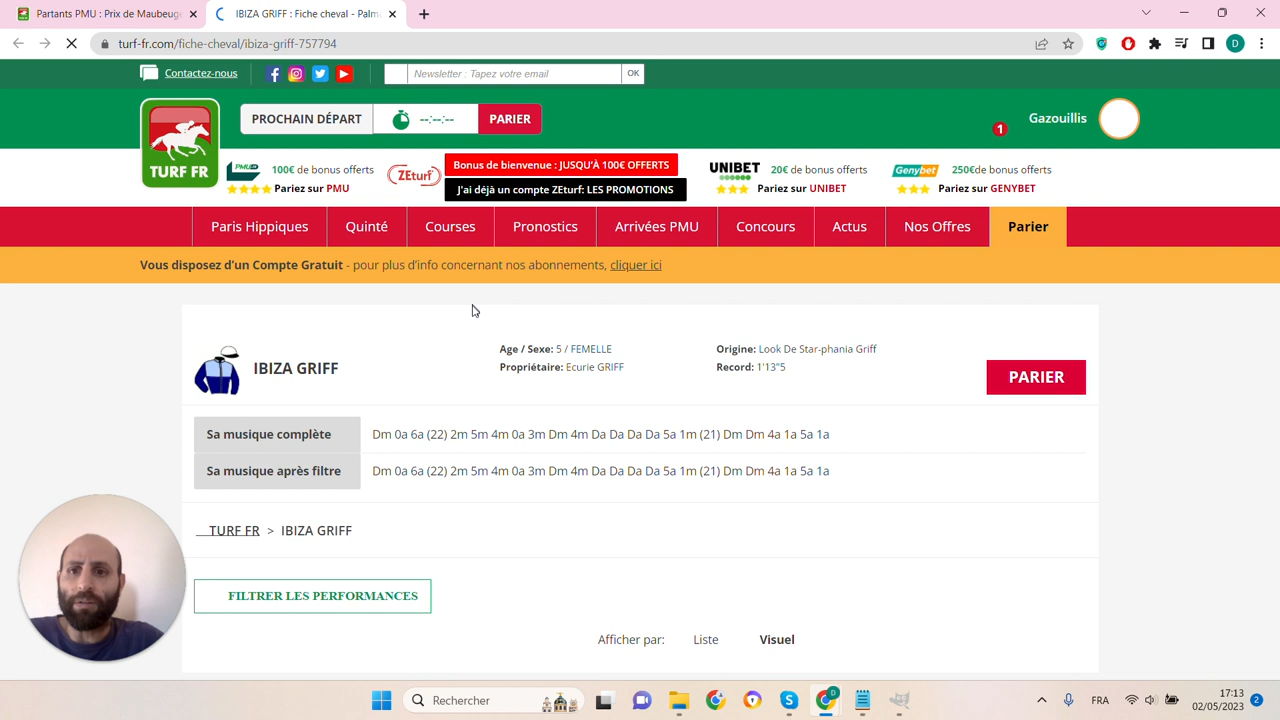 Partants PMU : Prix de Maubeuge
IBIZA GRIFF : Fiche cheval - Palm
turf-fr.com/fiche-cheval/ibiza-griff-757794
D
Contactez-nous
Newsletter : Tapez votre email
OK
TURF FR
PROCHAIN DÉPART
--:--:--
PARIER
1
Gazouillis
PMU
100€ de bonus offerts
Pariez sur PMU
ZEturf
Bonus de bienvenue : JUSQU'À 100€ OFFERTS
J'ai déjà un compte ZEturf: LES PROMOTIONS
UNIBET
20€ de bonus offerts
Pariez sur UNIBET
Genybet
250€de bonus offerts
Pariez sur GENYBET
Paris Hippiques
Quinté
Courses
Pronostics
Arrivées PMU
Concours
Actus
Nos Offres
Parier
Vous disposez d'un Compte Gratuit - pour plus d'info concernant nos abonnements, cliquer ici
IBIZA GRIFF
Age / Sexe: 5 / FEMELLE
Propriétaire: Ecurie GRIFF
Origine: Look De Star-phania Griff
Record: 1'13"5
PARIER
Sa musique complète
Dm 0a 6a (22) 2m 5m 4m 0a 3m Dm 4m Da Da Da Da 5a 1m (21) Dm Dm 4a 1a 5a 1a
Sa musique après filtre
Dm 0a 6a (22) 2m 5m 4m 0a 3m Dm 4m Da Da Da Da 5a 1m (21) Dm Dm 4a 1a 5a 1a
TURF FR > IBIZA GRIFF
FILTRER LES PERFORMANCES
Afficher par: Liste Visuel
Rechercher
D
FRA
17:13
02/05/2023
2